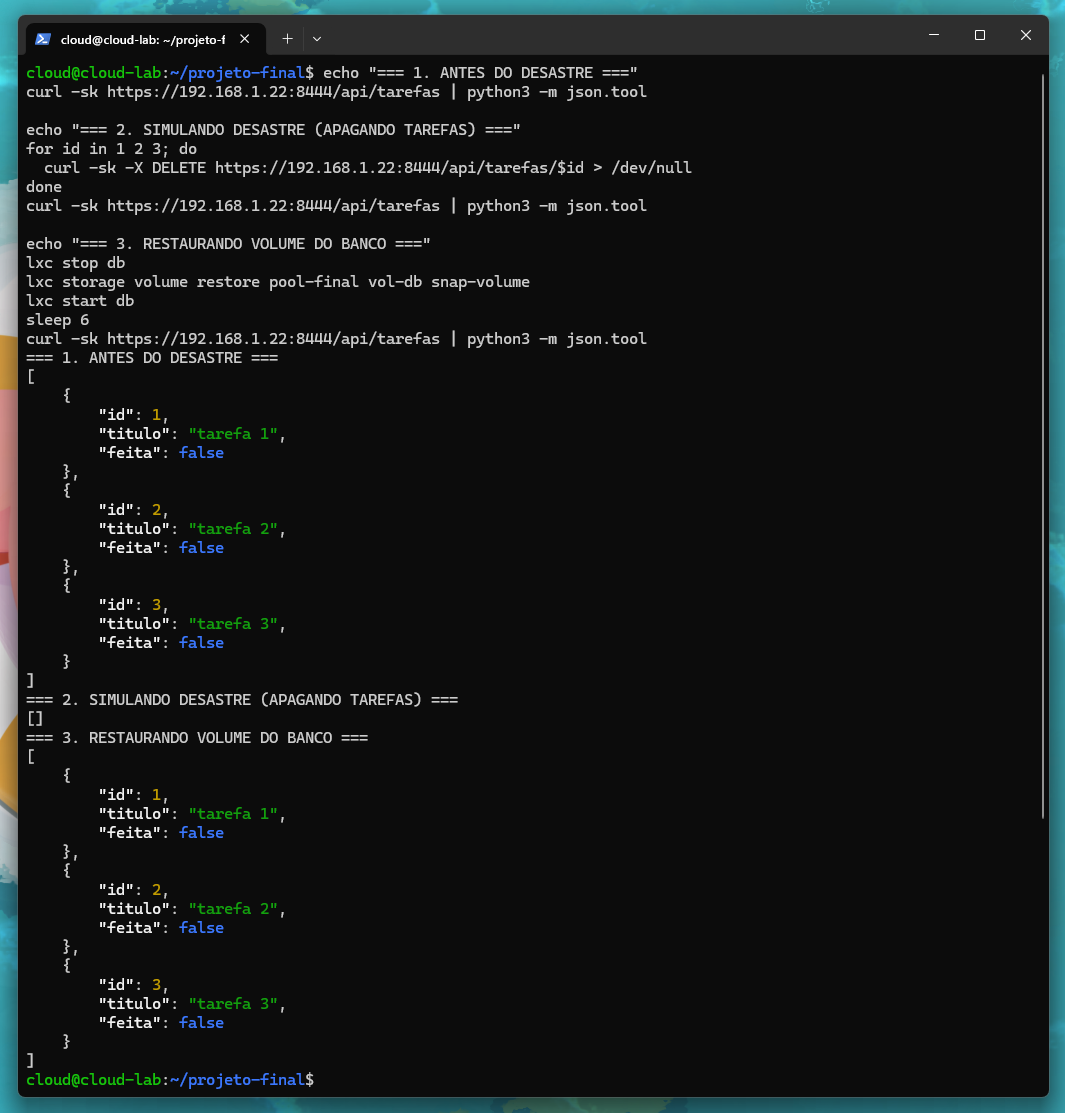 cloud@cloud-lab: ~/projeto-f
cloud@cloud-lab:~/projeto-final$ echo "=== 1. ANTES DO DESASTRE ==="
curl -sk https://192.168.1.22:8444/api/tarefas | python3 -m json.tool

echo "=== 2. SIMULANDO DESASTRE (APAGANDO TAREFAS) ==="
for id in 1 2 3; do
  curl -sk -X DELETE https://192.168.1.22:8444/api/tarefas/$id > /dev/null
done
curl -sk https://192.168.1.22:8444/api/tarefas | python3 -m json.tool

echo "=== 3. RESTAURANDO VOLUME DO BANCO ==="
lxc stop db
lxc storage volume restore pool-final vol-db snap-volume
lxc start db
sleep 6
curl -sk https://192.168.1.22:8444/api/tarefas | python3 -m json.tool
=== 1. ANTES DO DESASTRE ===
[
    {
        "id": 1,
        "titulo": "tarefa 1",
        "feita": false
    },
    {
        "id": 2,
        "titulo": "tarefa 2",
        "feita": false
    },
    {
        "id": 3,
        "titulo": "tarefa 3",
        "feita": false
    }
]
=== 2. SIMULANDO DESASTRE (APAGANDO TAREFAS) ===
[]
=== 3. RESTAURANDO VOLUME DO BANCO ===
[
    {
        "id": 1,
        "titulo": "tarefa 1",
        "feita": false
    },
    {
        "id": 2,
        "titulo": "tarefa 2",
        "feita": false
    },
    {
        "id": 3,
        "titulo": "tarefa 3",
        "feita": false
    }
]
cloud@cloud-lab:~/projeto-final$